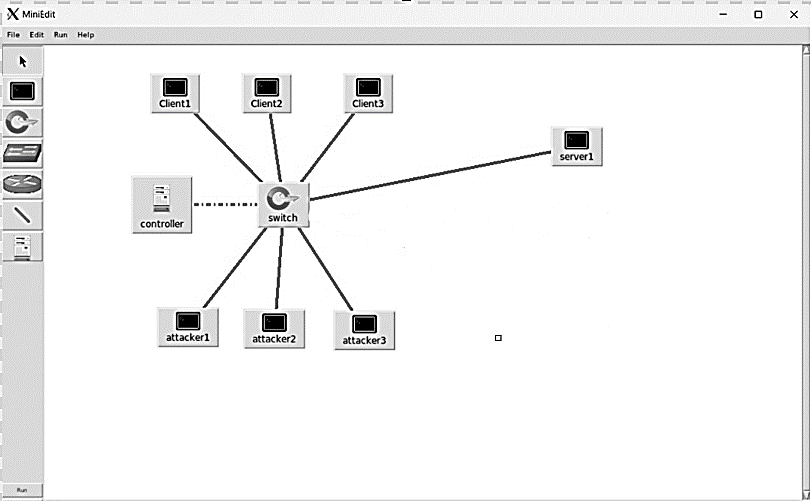 MiniEdit
File Edit Run Help
Client1 Client2 Client3
server1
controller
switch
attacker1 attacker2 attacker3
Run